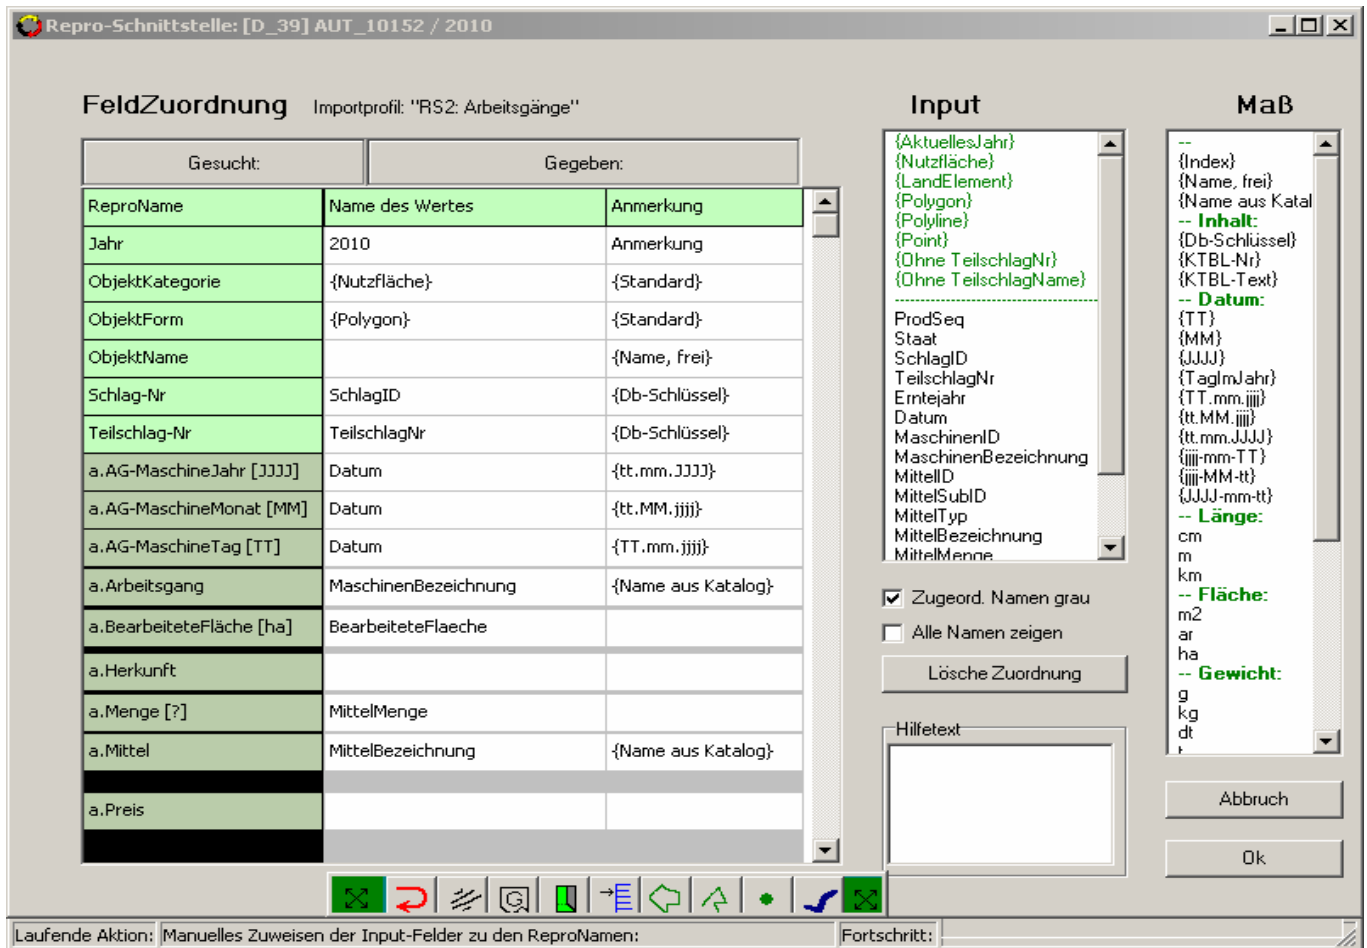 Repro-Schnittstelle: [D_39] AUT_10152 / 2010
FeldZuordnung Importprofil: "RS2: Arbeitsgänge"
Gesucht: Gegeben:
ReproName Name des Wertes Anmerkung
Jahr 2010 Anmerkung
ObjektKategorie {Nutzfläche} {Standard}
ObjektForm {Polygon} {Standard}
ObjektName {Name, frei}
Schlag-Nr SchlagID {Db-Schlüssel}
Teilschlag-Nr TeilschlagNr {Db-Schlüssel}
a.AG-MaschineJahr [JJJJ] Datum {tt.mm.JJJJ}
a.AG-MaschineMonat [MM] Datum {tt.MM.jjjj}
a.AG-MaschineTag [TT] Datum {TT.mm.jjjj}
a.Arbeitsgang MaschinenBezeichnung {Name aus Katalog}
a.BearbeiteteFläche [ha] BearbeiteteFlaeche
a.Herkunft
a.Menge [?] MittelMenge
a.Mittel MittelBezeichnung {Name aus Katalog}
a.Preis
Input
{AktuellesJahr}
{Nutzfläche}
{LandElement}
{Polygon}
{Polyline}
{Point}
{Ohne TeilschlagNr}
{Ohne TeilschlagName}
ProdSeq
Staat
SchlagID
TeilschlagNr
Erntejahr
Datum
MaschinenID
MaschinenBezeichnung
MittelID
MittelSubID
MittelTyp
MittelBezeichnung
MittelMenge
Zugeord. Namen grau
Alle Namen zeigen
Lösche Zuordnung
Hilfetext
Maß
--
{Index}
{Name, frei}
{Name aus Katal
-- Inhalt:
{Db-Schlüssel}
{KTBL-Nr}
{KTBL-Text}
-- Datum:
{TT}
{MM}
{JJJJ}
{TagImJahr}
{TT.mm.jjjj}
{tt.MM.jjjj}
{tt.mm.JJJJ}
{jjjj-mm-TT}
{jjjj-MM-tt}
{JJJJ-mm-tt}
-- Länge:
cm
m
km
-- Fläche:
m2
ar
ha
-- Gewicht:
g
kg
dt
t
Abbruch
Ok
Laufende Aktion: Manuelles Zuweisen der Input-Felder zu den ReproNamen: Fortschritt: